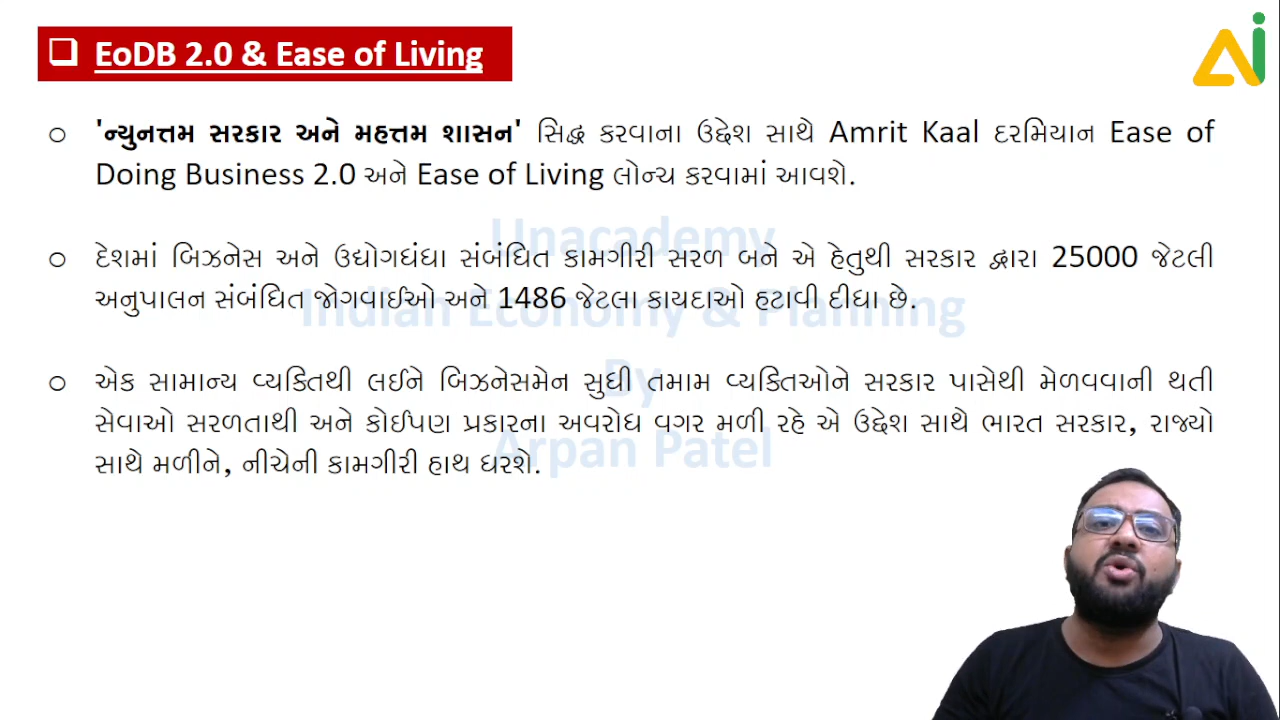 EoDB 2.0 & Ease of Living
'ન્યુનત્તમ સરકાર અને મહત્તમ શાસન' સિદ્ધ કરવાના ઉદ્દેશ સાથે Amrit Kaal દરમિયાન Ease of
Doing Business 2.0 અને Ease of Living લોન્ચ કરવામાં આવશે.
દેશમાં બિઝનેસ અને ઉદ્યોગધંધા સંબંધિત કામગીરી સરળ બને એ હેતુથી સરકાર દ્વારા 25000 જેટલી
અનુપાલન સંબંધિત જોગવાઈઓ અને 1486 જેટલા કાયદાઓ હટાવી દીધા છે.
એક સામાન્ય વ્યક્તિથી લઈને બિઝનેસમેન સુધી તમામ વ્યક્તિઓને સરકાર પાસેથી મેળવવાની થતી
સેવાઓ સરળતાથી અને કોઈપણ પ્રકારના અવરોધ વગર મળી રહે એ ઉદ્દેશ સાથે ભારત સરકાર, રાજ્યો
સાથે મળીને, નીચેની કામગીરી હાથ ધરશે.
Unacademy
Indian Economy & Planning
By
Arpan Patel